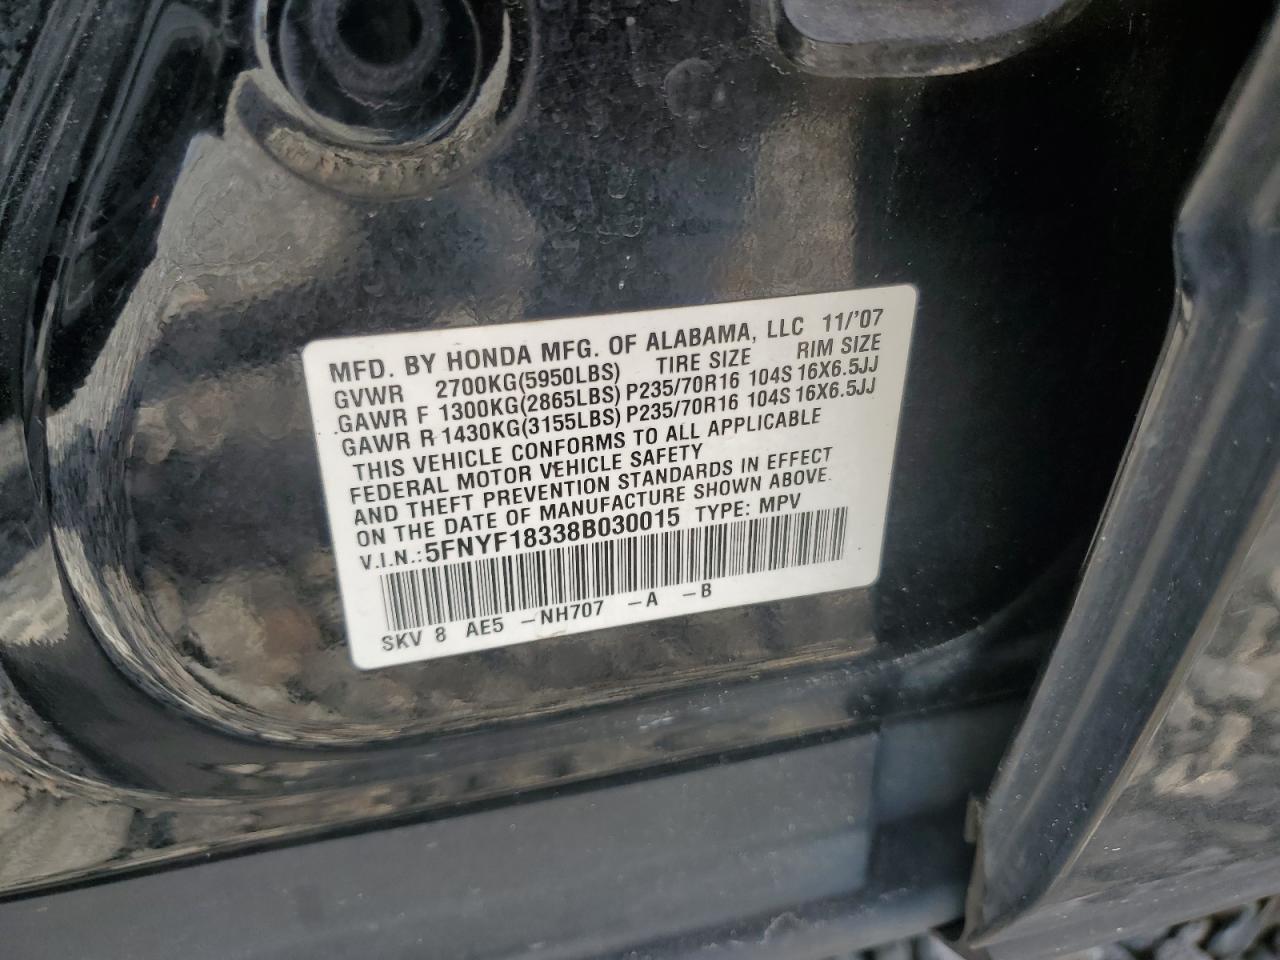 MFD. BY HONDA MFG. OF ALABAMA, LLC 11/'07
GVWR 2700KG(5950LBS) TIRE SIZE RIM SIZE
GAWR F 1300KG(2865LBS) P235/70R16 104S 16X6.5JJ
GAWR R 1430KG(3155LBS) P235/70R16 104S 16X6.5JJ
THIS VEHICLE CONFORMS TO ALL APPLICABLE
FEDERAL MOTOR VEHICLE SAFETY
AND THEFT PREVENTION STANDARDS IN EFFECT
ON THE DATE OF MANUFACTURE SHOWN ABOVE.
V.I.N.: 5FNYF18338B030015 TYPE: MPV
SKV 8 AE5 -NH707 -A -B